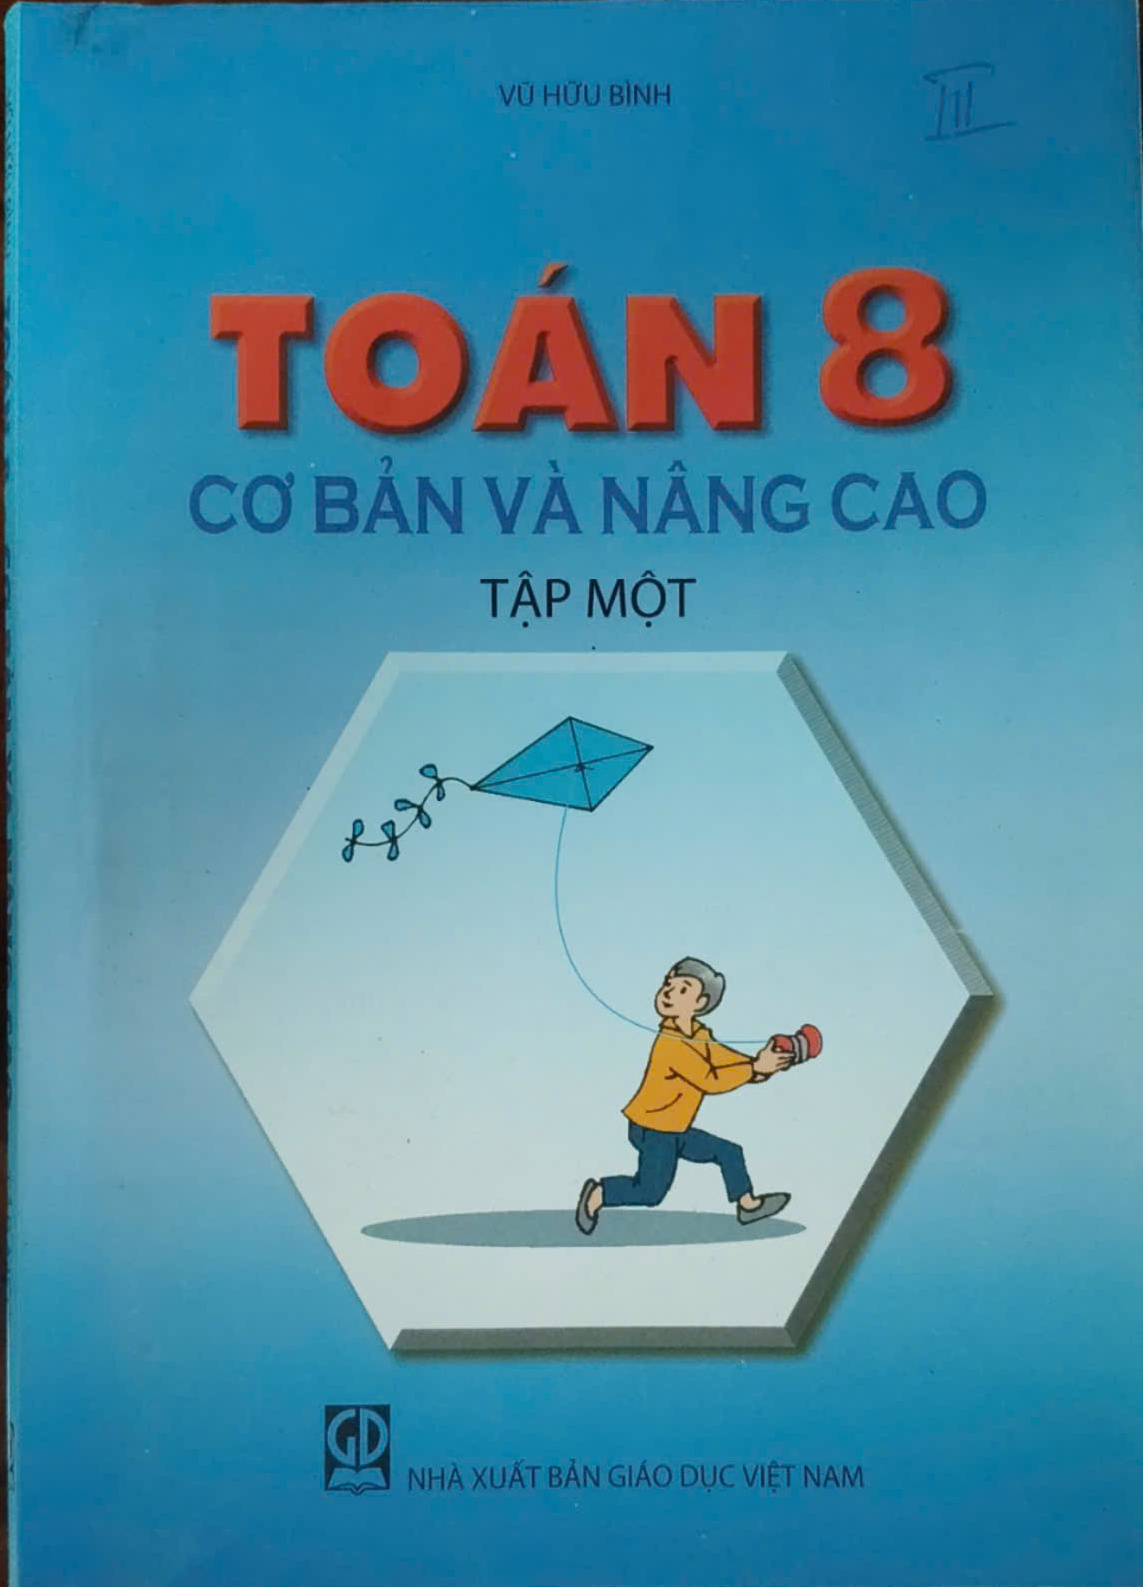 VŨ HỮU BÌNH
III
TOÁN 8
CƠ BẢN VÀ NÂNG CAO
TẬP MỘT
GD
NHÀ XUẤT BẢN GIÁO DỤC VIỆT NAM